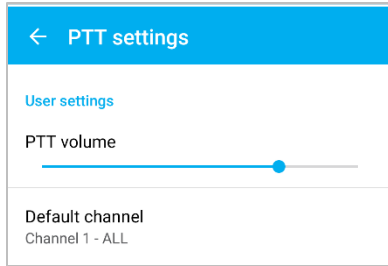 PTT settings
User settings
PTT volume
Default channel
Channel 1 - ALL